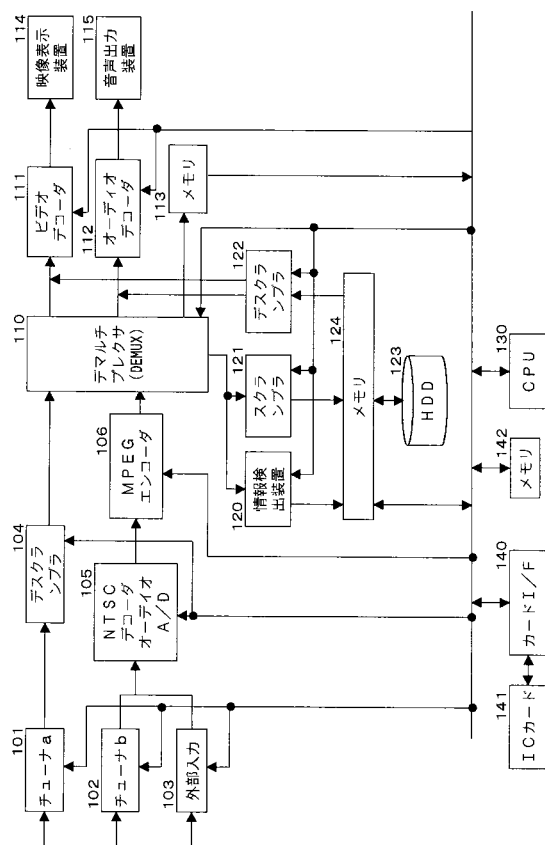 101
チューナa
102
チューナb
103
外部入力
104
デスクラ
ンブラ
105
NTSC
デコーダ
オーディオ
A/D
106
MPEG
エンコーダ
110
デマルチ
プレクサ
(DEMUX)
111
ビデオ
デコーダ
112
オーディオ
デコーダ
113
メモリ
114
映像表示
装置
115
音声出力
装置
120
情報検
出装置
121
スクラ
ンブラ
122
デスクラ
ンブラ
124
メモリ
123
HDD
141
ICカード
140
カードI/F
142
メモリ
130
CPU